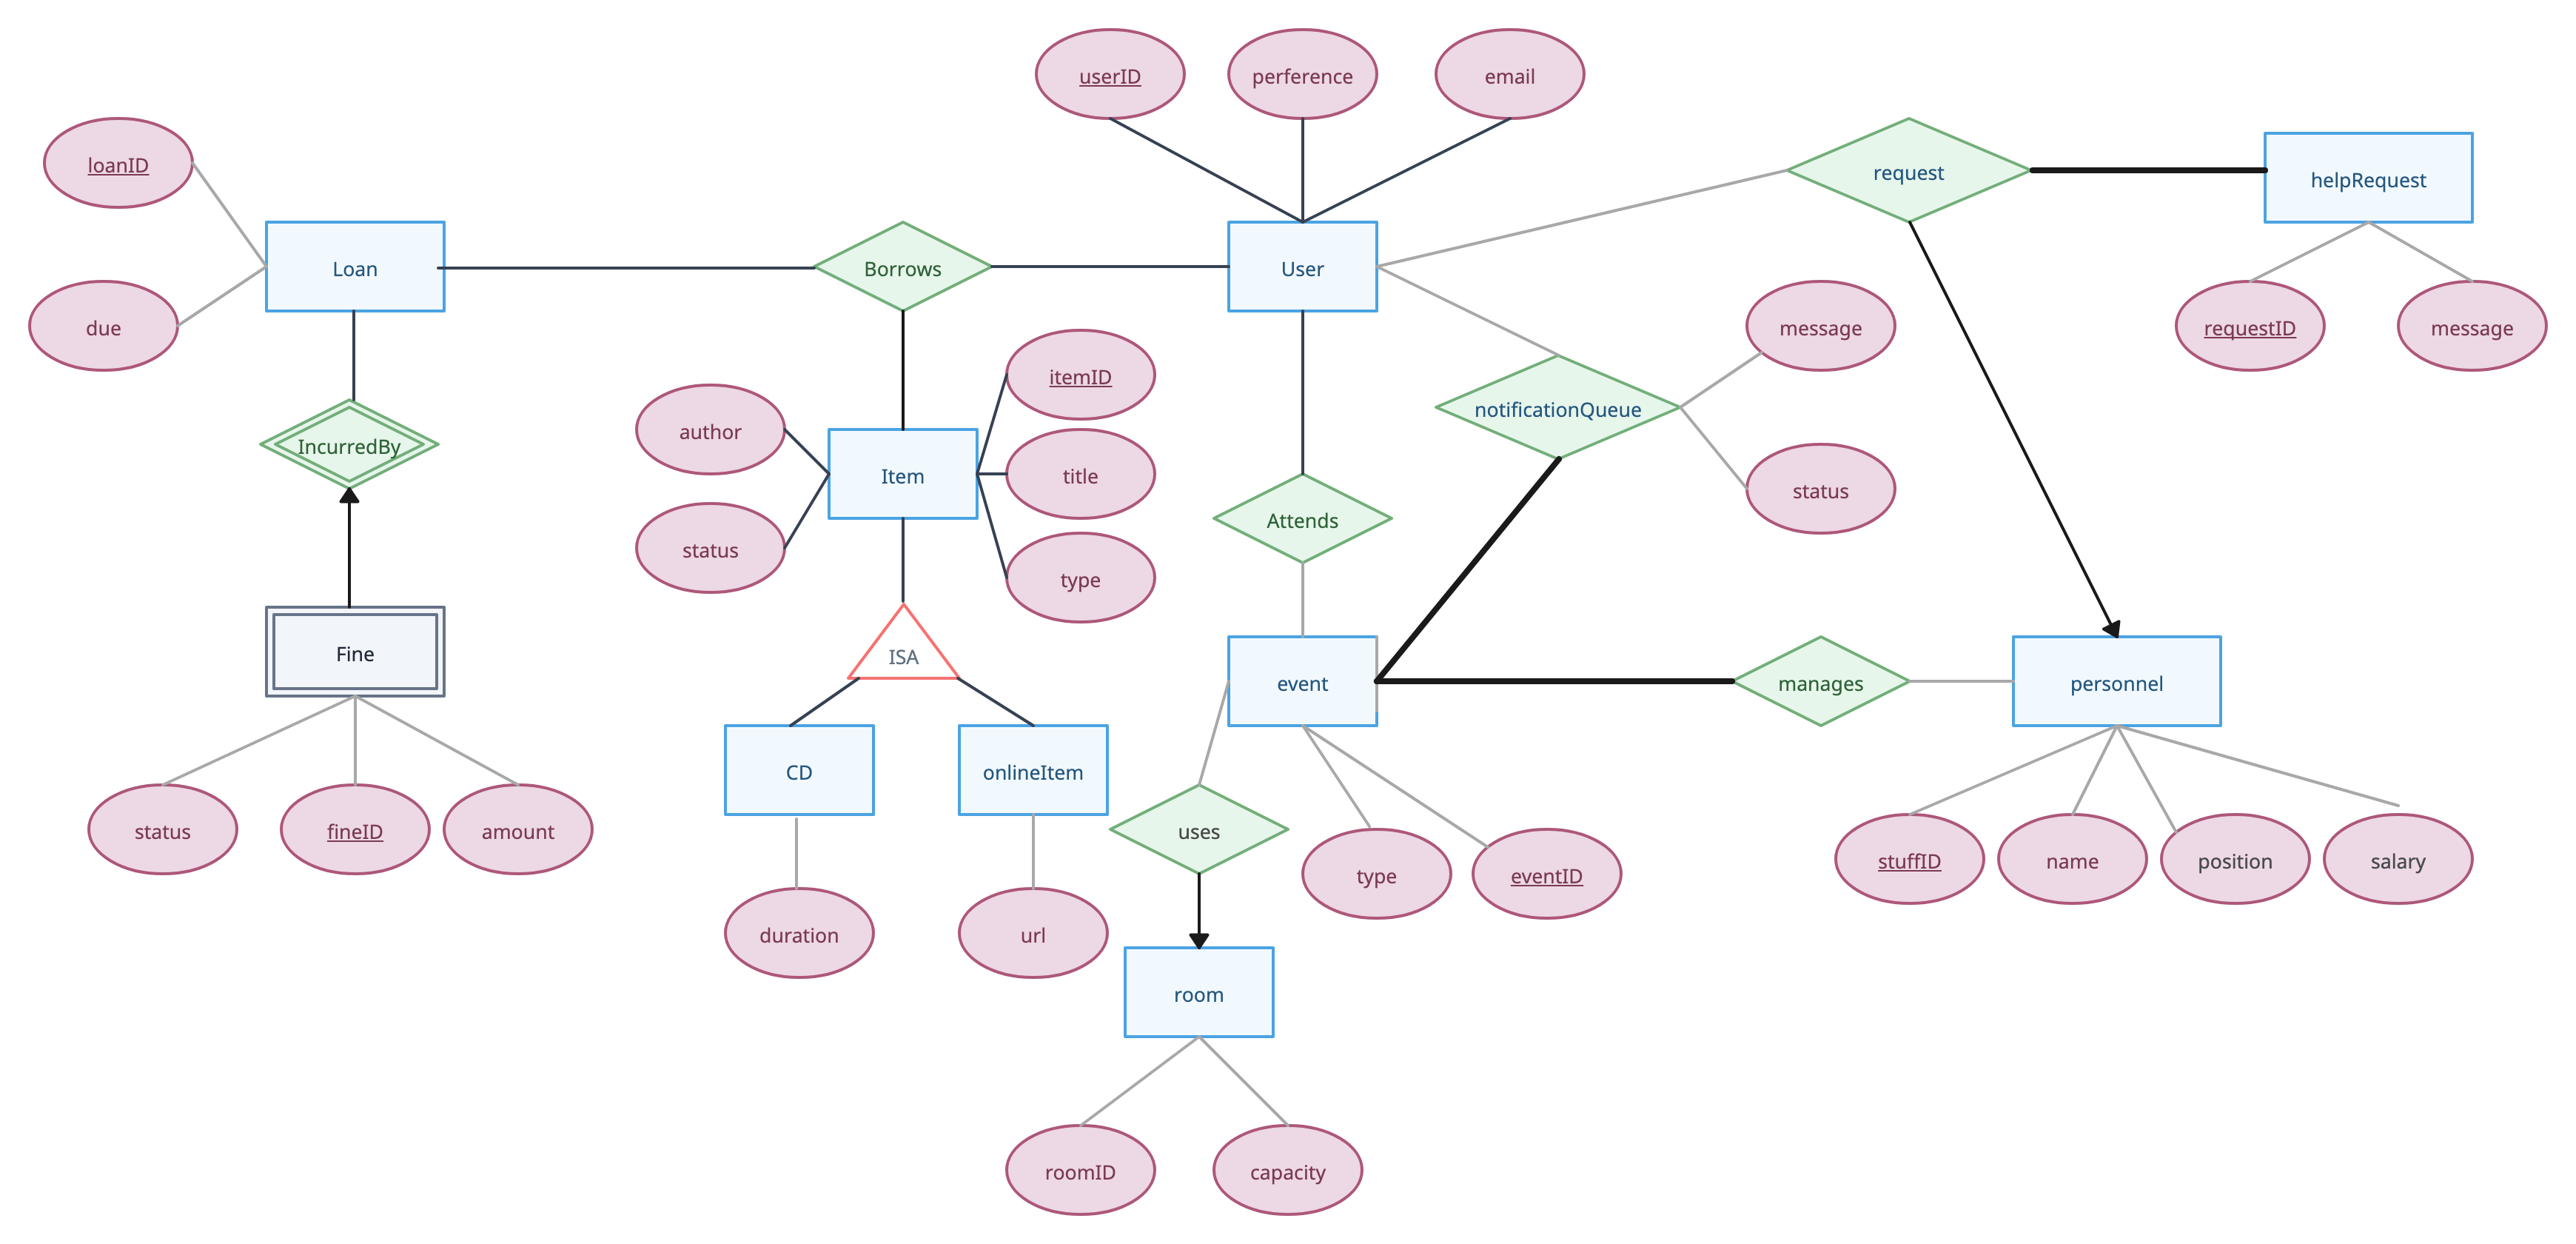 userID
perference
email
loanID
request
helpRequest
Loan
Borrows
User
due
message
requestID
message
itemID
author
notificationQueue
IncurredBy
Item
title
status
Attends
status
type
Fine
ISA
event
manages
personnel
CD
onlineItem
status
fineID
amount
uses
type
eventID
stuffID
name
position
salary
duration
url
room
roomID
capacity